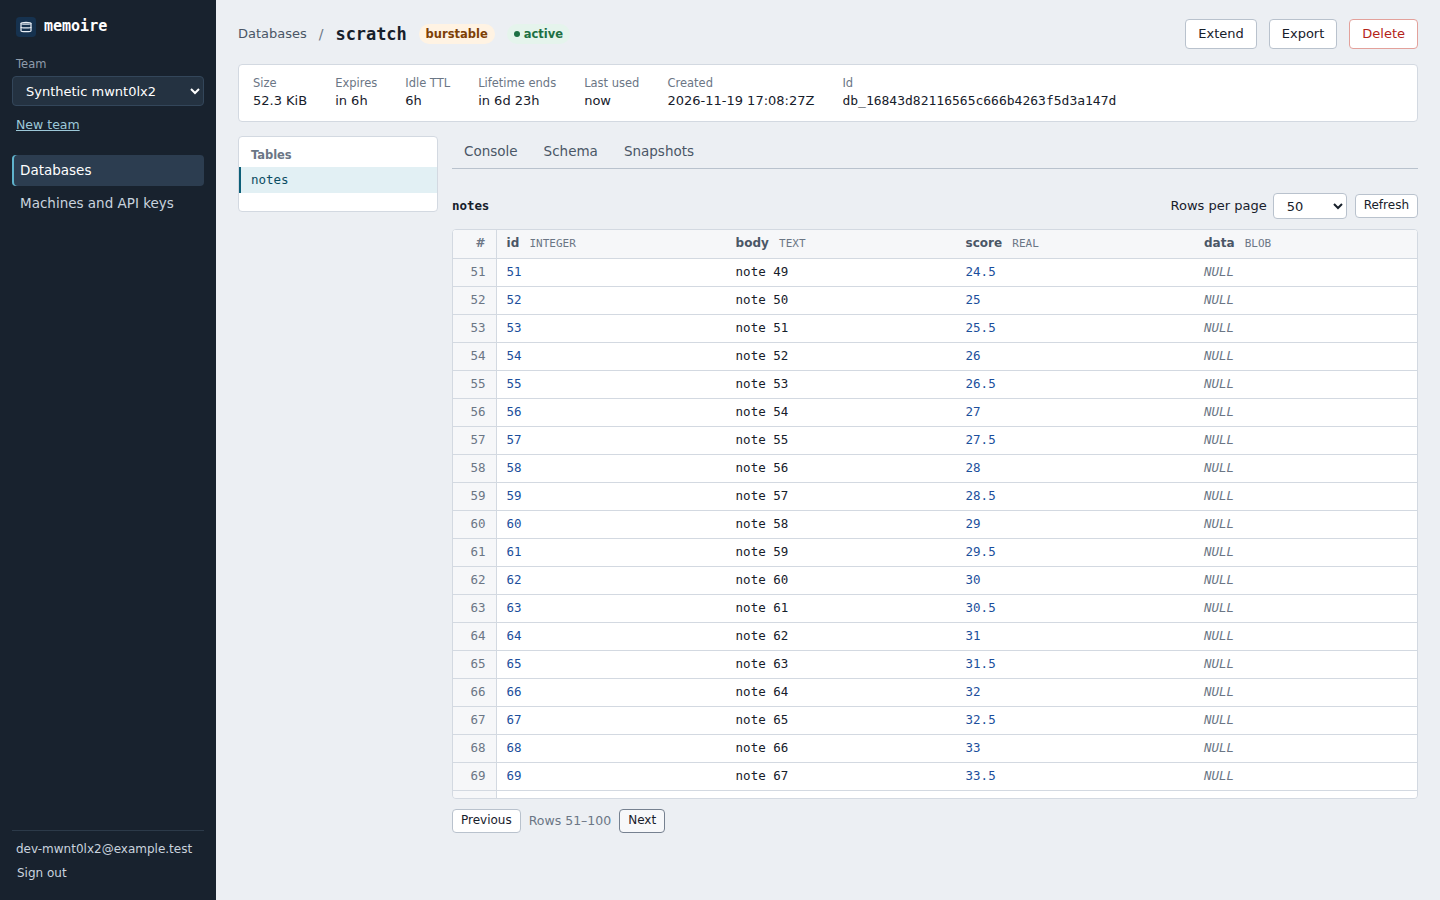 memoire
Team
Synthetic mwnt0lx2
New team
Databases
Machines and API keys
dev-mwnt0lx2@example.test
Sign out
Databases / scratch burstable active
Extend Export Delete
Size Expires Idle TTL Lifetime ends Last used Created Id
52.3 KiB in 6h 6h in 6d 23h now 2026-11-19 17:08:27Z db_16843d82116565c666b4263f5d3a147d
Tables
notes
Console Schema Snapshots
notes Rows per page 50 Refresh
# id INTEGER body TEXT score REAL data BLOB
51 51 note 49 24.5 NULL
52 52 note 50 25 NULL
53 53 note 51 25.5 NULL
54 54 note 52 26 NULL
55 55 note 53 26.5 NULL
56 56 note 54 27 NULL
57 57 note 55 27.5 NULL
58 58 note 56 28 NULL
59 59 note 57 28.5 NULL
60 60 note 58 29 NULL
61 61 note 59 29.5 NULL
62 62 note 60 30 NULL
63 63 note 61 30.5 NULL
64 64 note 62 31 NULL
65 65 note 63 31.5 NULL
66 66 note 64 32 NULL
67 67 note 65 32.5 NULL
68 68 note 66 33 NULL
69 69 note 67 33.5 NULL
Previous Rows 51–100 Next